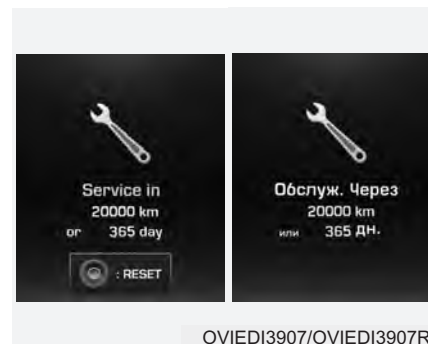 Service in
20000 km
or 365 day
: RESET
Обслуж. Через
20000 km
или 365 дн.
OVIEDI3907/OVIEDI3907R